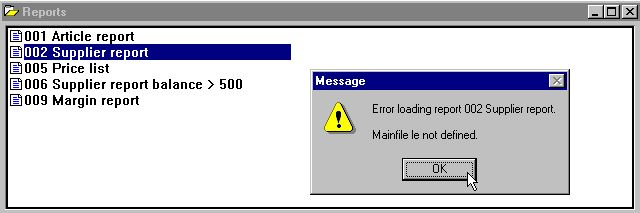 Reports
001 Article report
002 Supplier report
005 Price list
006 Supplier report balance > 500
009 Margin report
Message
Error loading report 002 Supplier report.
Mainfile le not defined.
OK